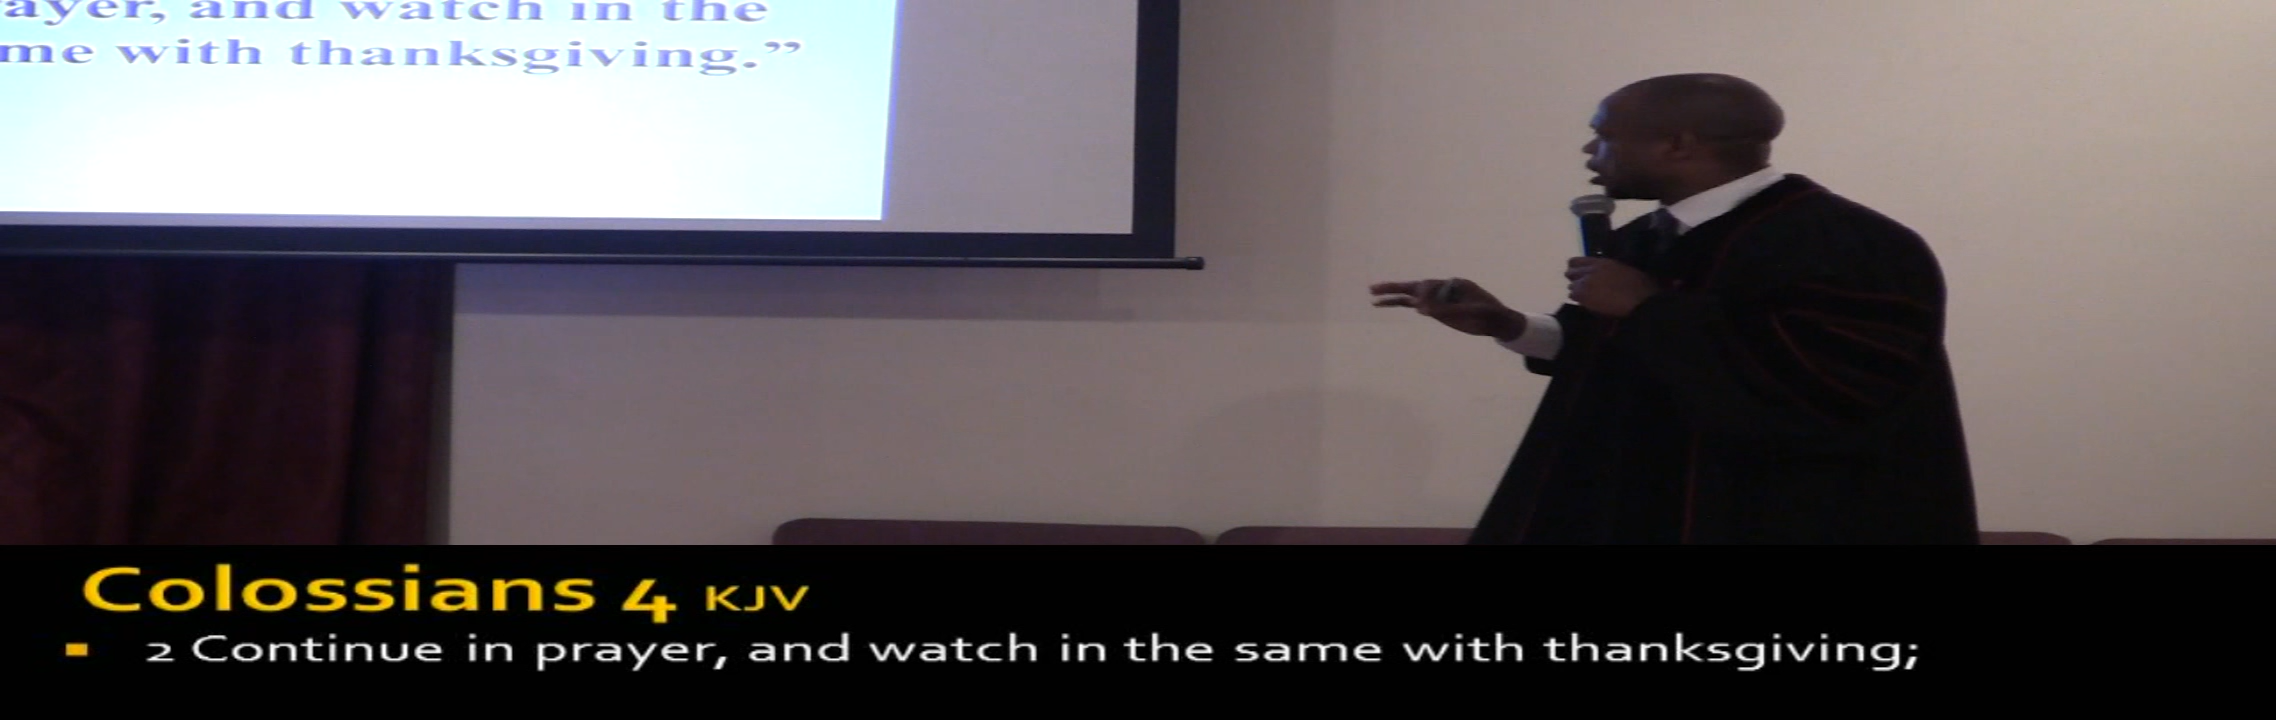 ayer, and watch in the
me with thanksgiving.”
Colossians 4 KJV
▪ 2 Continue in prayer, and watch in the same with thanksgiving;